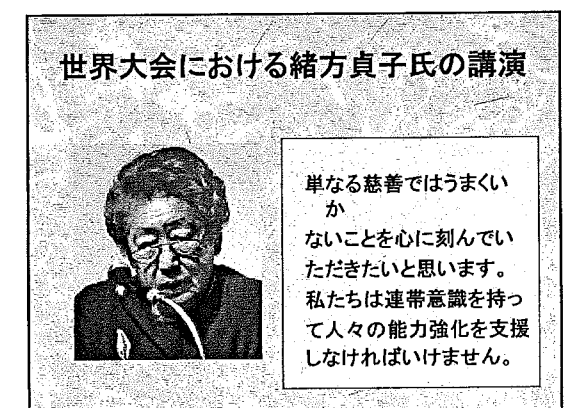 世界大会における緒方貞子氏の講演
単なる慈善ではうまくい
か
ないことを心に刻んでい
ただきたいと思います。
私たちは連帯意識を持っ
て人々の能力強化を支援
しなければいけません。